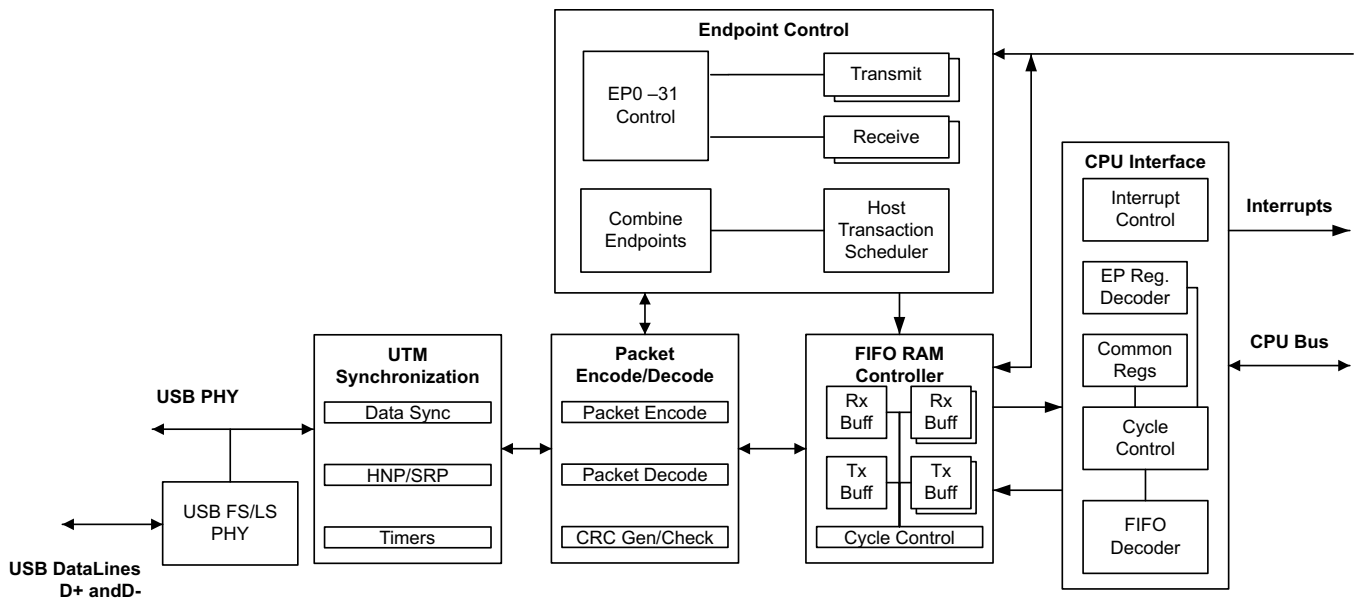 Endpoint Control
EP0 –31
Control
Transmit
Receive
Combine
Endpoints
Host
Transaction
Scheduler
CPU Interface
Interrupt
Control
Interrupts
EP Reg.
Decoder
Common
Regs
CPU Bus
Cycle
Control
FIFO
Decoder
UTM
Synchronization
Data Sync
HNP/SRP
Timers
Packet
Encode/Decode
Packet Encode
Packet Decode
CRC Gen/Check
FIFO RAM
Controller
Rx
Buff
Rx
Buff
Tx
Buff
Tx
Buff
Cycle Control
USB PHY
USB FS/LS
PHY
USB DataLines
D+ andD-